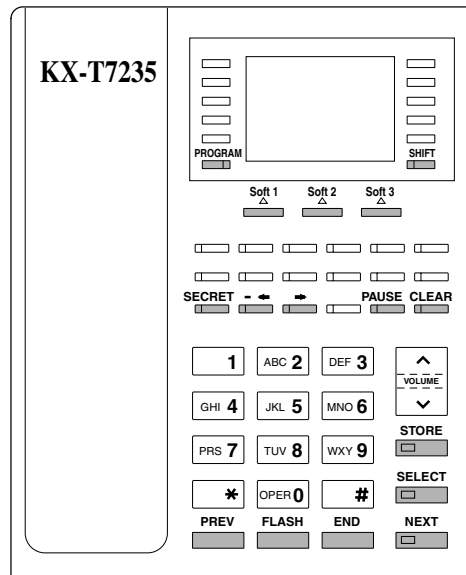 KX-T7235
PROGRAM SHIFT
Soft 1 Soft 2 Soft 3
SECRET - PAUSE CLEAR
1 ABC 2 DEF 3
VOLUME
GHI 4 JKL 5 MNO 6
STORE
PRS 7 TUV 8 WXY 9
SELECT
* OPER 0 #
PREV FLASH END NEXT